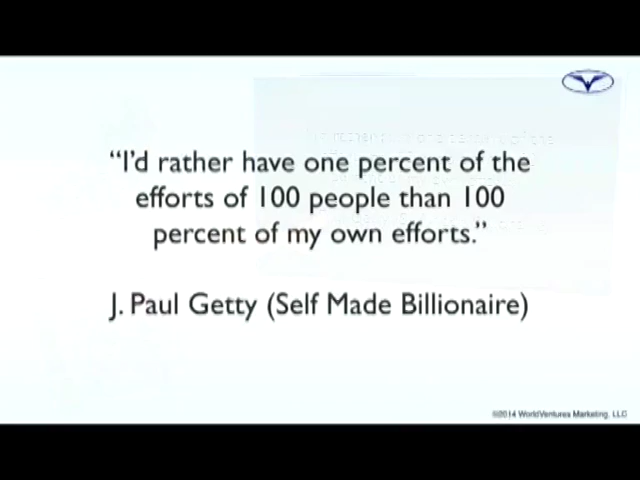 “I’d rather have one percent of the
efforts of 100 people than 100
percent of my own efforts.”
J. Paul Getty (Self Made Billionaire)
©2014 WorldVentures Marketing, LLC